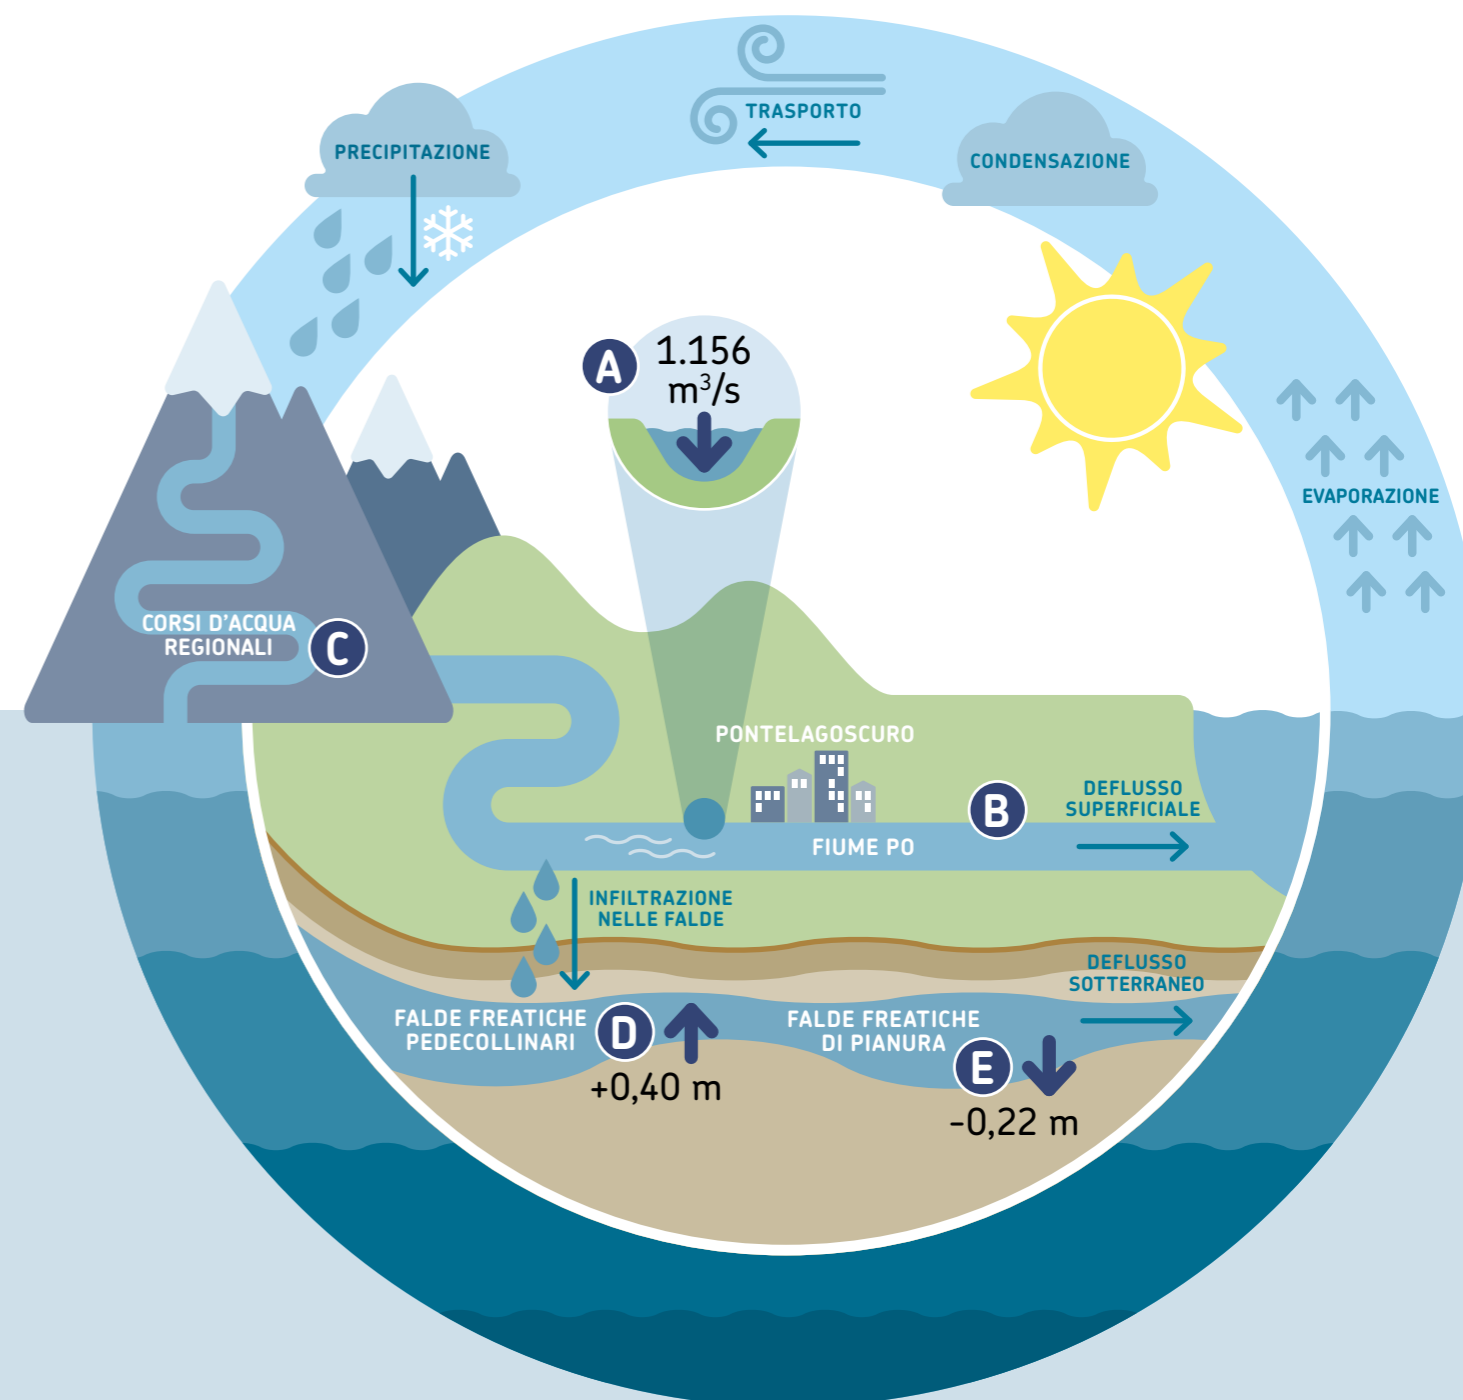 TRASPORTO
PRECIPITAZIONE
CONDENSAZIONE
A
1.156
m³/s
EVAPORAZIONE
CORSI D'ACQUA
REGIONALI
C
PONTELAGOSCURO
B
DEFLUSSO
SUPERFICIALE
FIUME PO
INFILTRAZIONE
NELLE FALDE
DEFLUSSO
SOTTERRANEO
FALDE FREATICHE
PEDECOLLINARI
D
+0,40 m
FALDE FREATICHE
DI PIANURA
E
-0,22 m